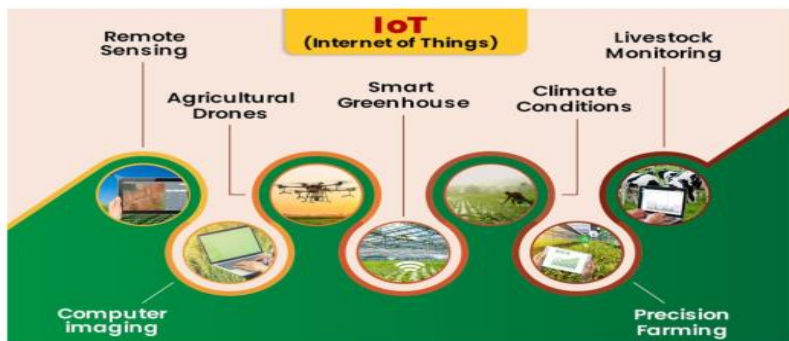 IoT
(Internet of Things)
Remote
Sensing
Agricultural
Drones
Smart
Greenhouse
Climate
Conditions
Livestock
Monitoring
Computer
imaging
Precision
Farming